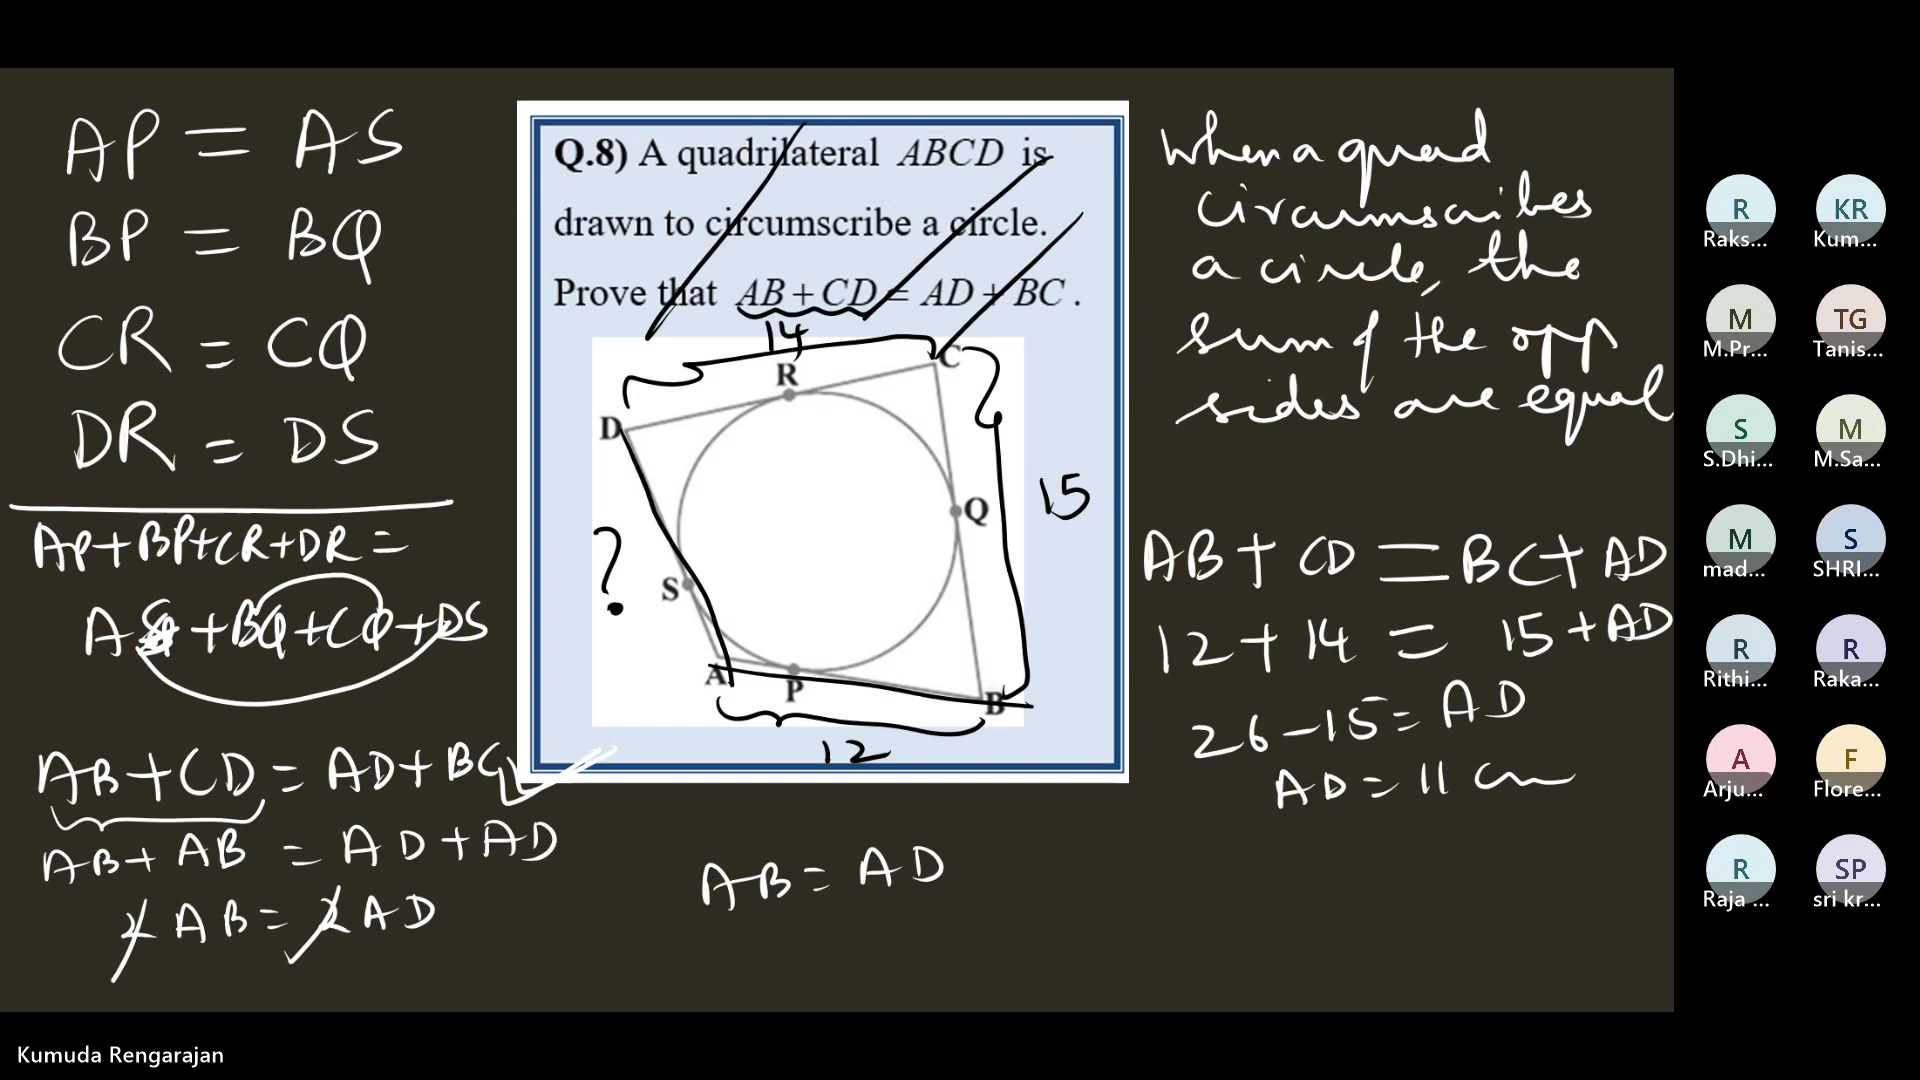 AP = AS
BP = BQ
CR = CQ
DR = DS
AP+BP+CR+DR =
AS+BQ+CQ+DS
AB+CD = AD+BC
AB+AB = AD+AD
2AB = 2AD
Q.8) A quadrilateral ABCD is
drawn to circumscribe a circle.
Prove that AB+CD = AD+BC.
14
R
C
D
Q
15
?
S
A
P
B
12
AB = AD
When a quad
circumscribes
a circle, the
sum of the opp
sides are equal
AB + CD = BC + AD
12 + 14 = 15 + AD
26 - 15 = AD
AD = 11 cm
R
KR
Raks...
Kum...
M
TG
M.Pr...
Tanis...
S
M
S.Dhi...
M.Sa...
M
S
mad...
SHRI...
R
R
Rithi...
Raka...
A
F
Arju...
Flore...
R
SP
Raja ...
sri kr...
Kumuda Rengarajan